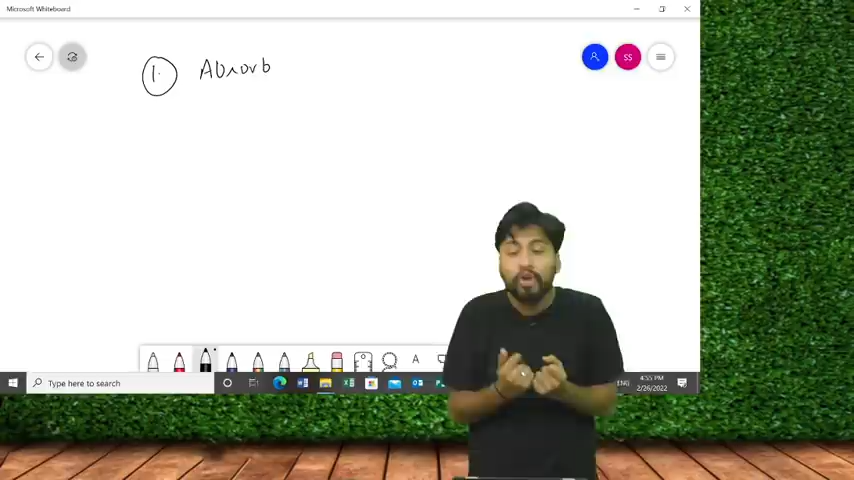 Microsoft Whiteboard
1. Absorb
SS
A
Type here to search
ENG
4:55 PM
2/26/2022